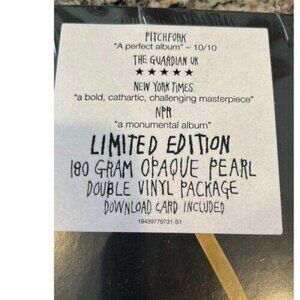 PITCHFORK
"A perfect album" – 10/10
THE GUARDIAN UK
★★★★★
NEW YORK TIMES
"a bold, cathartic, challenging masterpiece"
NPR
"a monumental album"
LIMITED EDITION
180 GRAM OPAQUE PEARL
DOUBLE VINYL PACKAGE
DOWNLOAD CARD INCLUDED
19439779731-S1